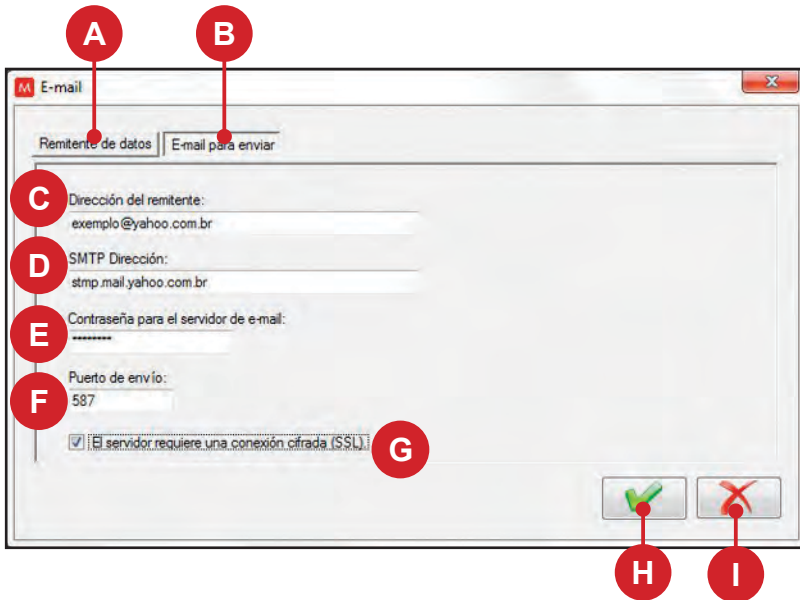 A
B
M E-mail
Remitente de datos
E-mail para enviar
C
Dirección del remitente:
exemplo@yahoo.com.br
D
SMTP Dirección:
stmp.mail.yahoo.com.br
E
Contraseña para el servidor de e-mail:
********
F
Puerto de envío:
587
El servidor requiere una conexión cifrada (SSL).
G
H
I